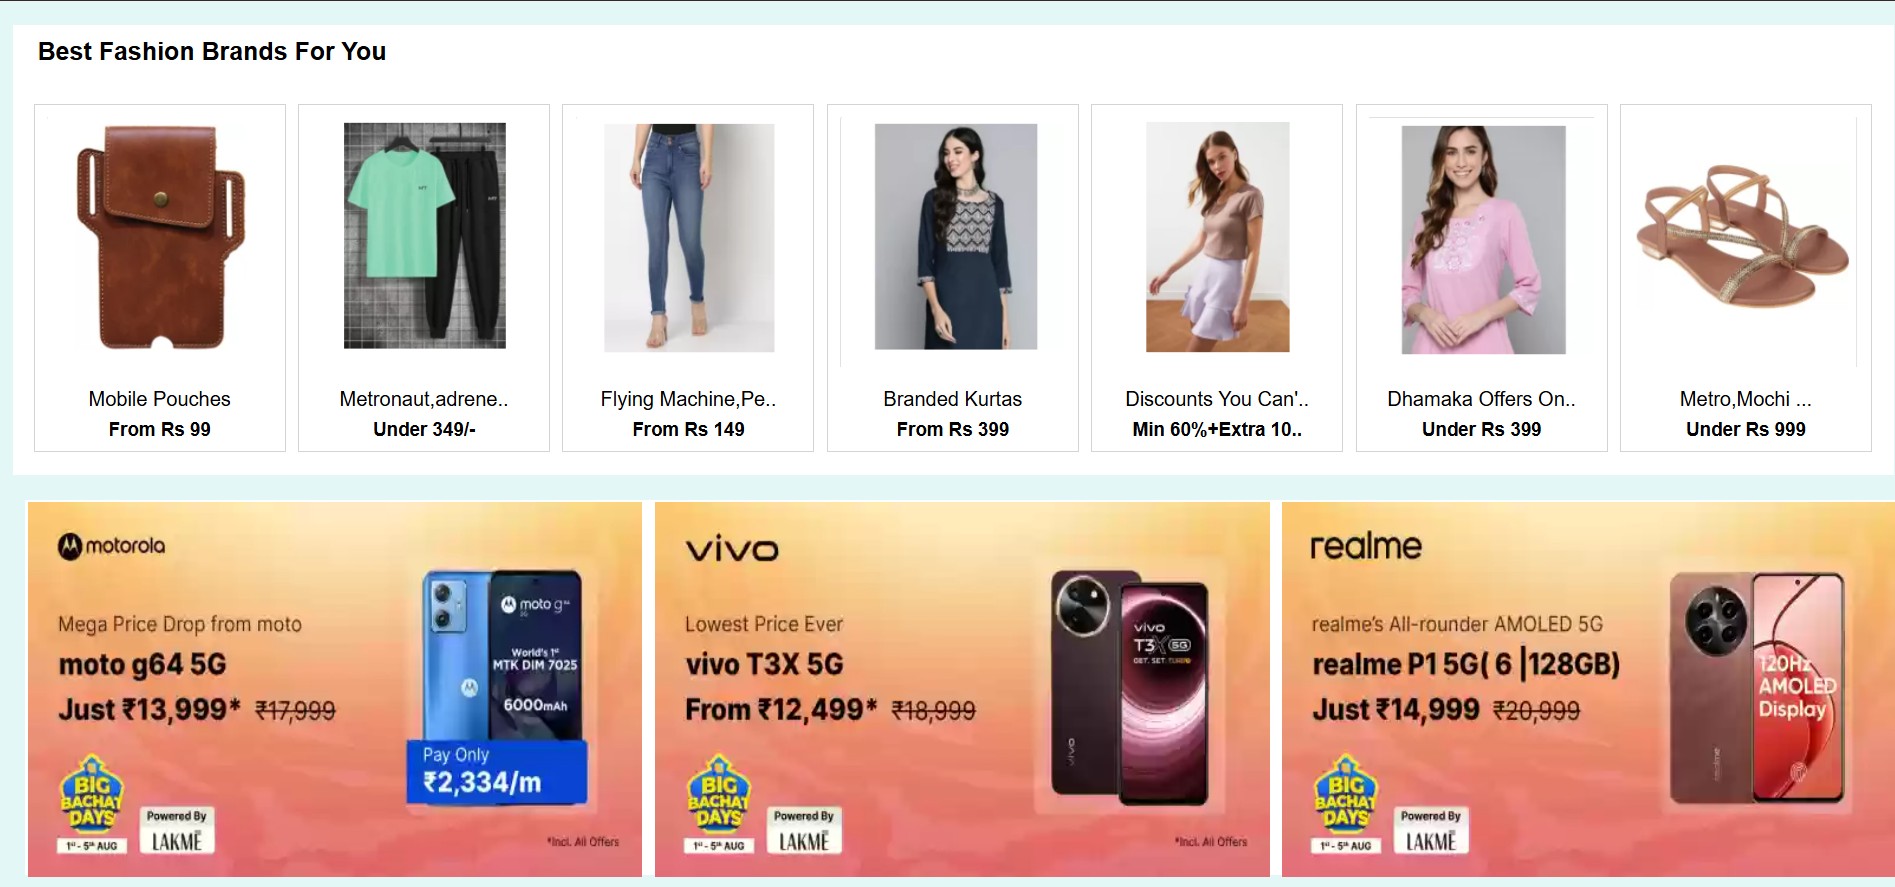 Best Fashion Brands For You
Mobile Pouches
From Rs 99
Metronaut,adrene..
Under 349/-
Flying Machine,Pe..
From Rs 149
Branded Kurtas
From Rs 399
Discounts You Can'..
Min 60%+Extra 10..
Dhamaka Offers On..
Under Rs 399
Metro,Mochi ...
Under Rs 999
motorola
Mega Price Drop from moto
moto g64 5G
Just ₹13,999* ₹17,999
moto g64
5G
World's 1st
MTK DIM 7025
6000mAh
Pay Only
₹2,334/m
BIG
BACHAT
DAYS
1st - 5th AUG
Powered By
LAKMĒ
*Incl. All Offers
vivo
Lowest Price Ever
vivo T3X 5G
From ₹12,499* ₹18,999
vivo
vivo
T3X 5G
GET. SET. TURBO
BIG
BACHAT
DAYS
1st - 5th AUG
Powered By
LAKMĒ
*Incl. All Offers
realme
realme's All-rounder AMOLED 5G
realme P1 5G( 6 |128GB)
Just ₹14,999 ₹20,999
realme
120Hz
AMOLED
Display
BIG
BACHAT
DAYS
1st - 5th AUG
Powered By
LAKMĒ